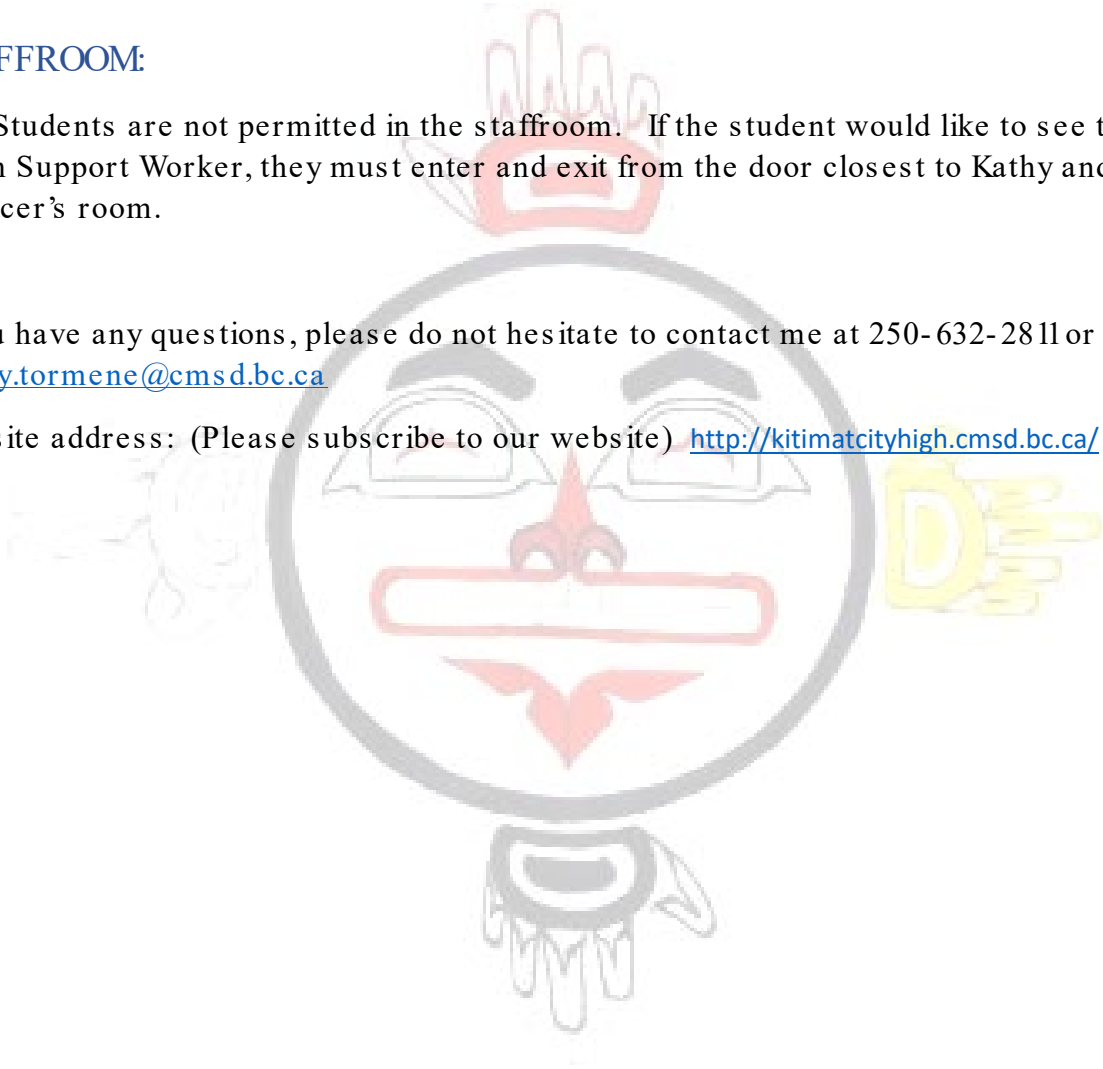 FFROOM:
Students are not permitted in the staffroom. If the student would like to see t
n Support Worker, they must enter and exit from the door closest to Kathy and
cer's room.
u have any questions, please do not hesitate to contact me at 250-632-2811 or
y.tormene@cmsd.bc.ca
site address: (Please subscribe to our website) http://kitimatcityhigh.cmsd.bc.ca/